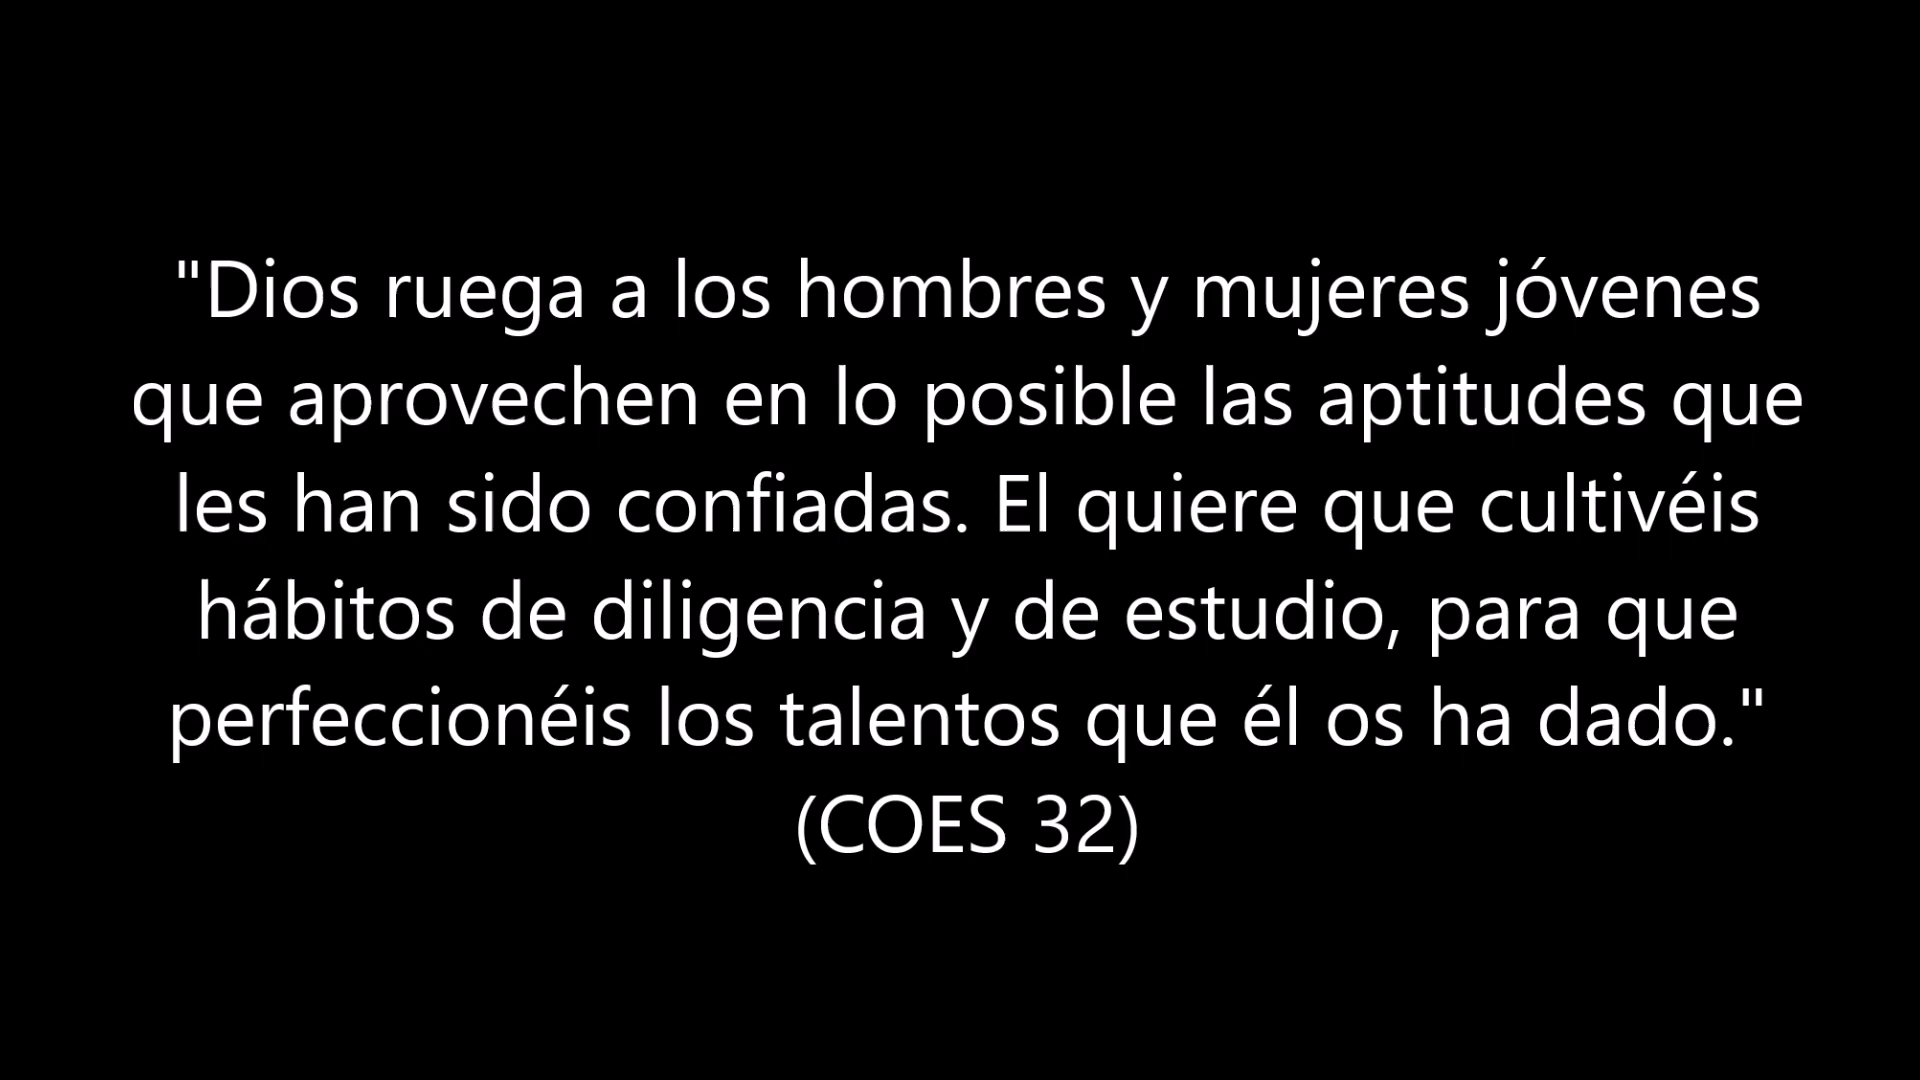 "Dios ruega a los hombres y mujeres jóvenes
que aprovechen en lo posible las aptitudes que
les han sido confiadas. El quiere que cultivéis
hábitos de diligencia y de estudio, para que
perfeccionéis los talentos que él os ha dado."
(COES 32)